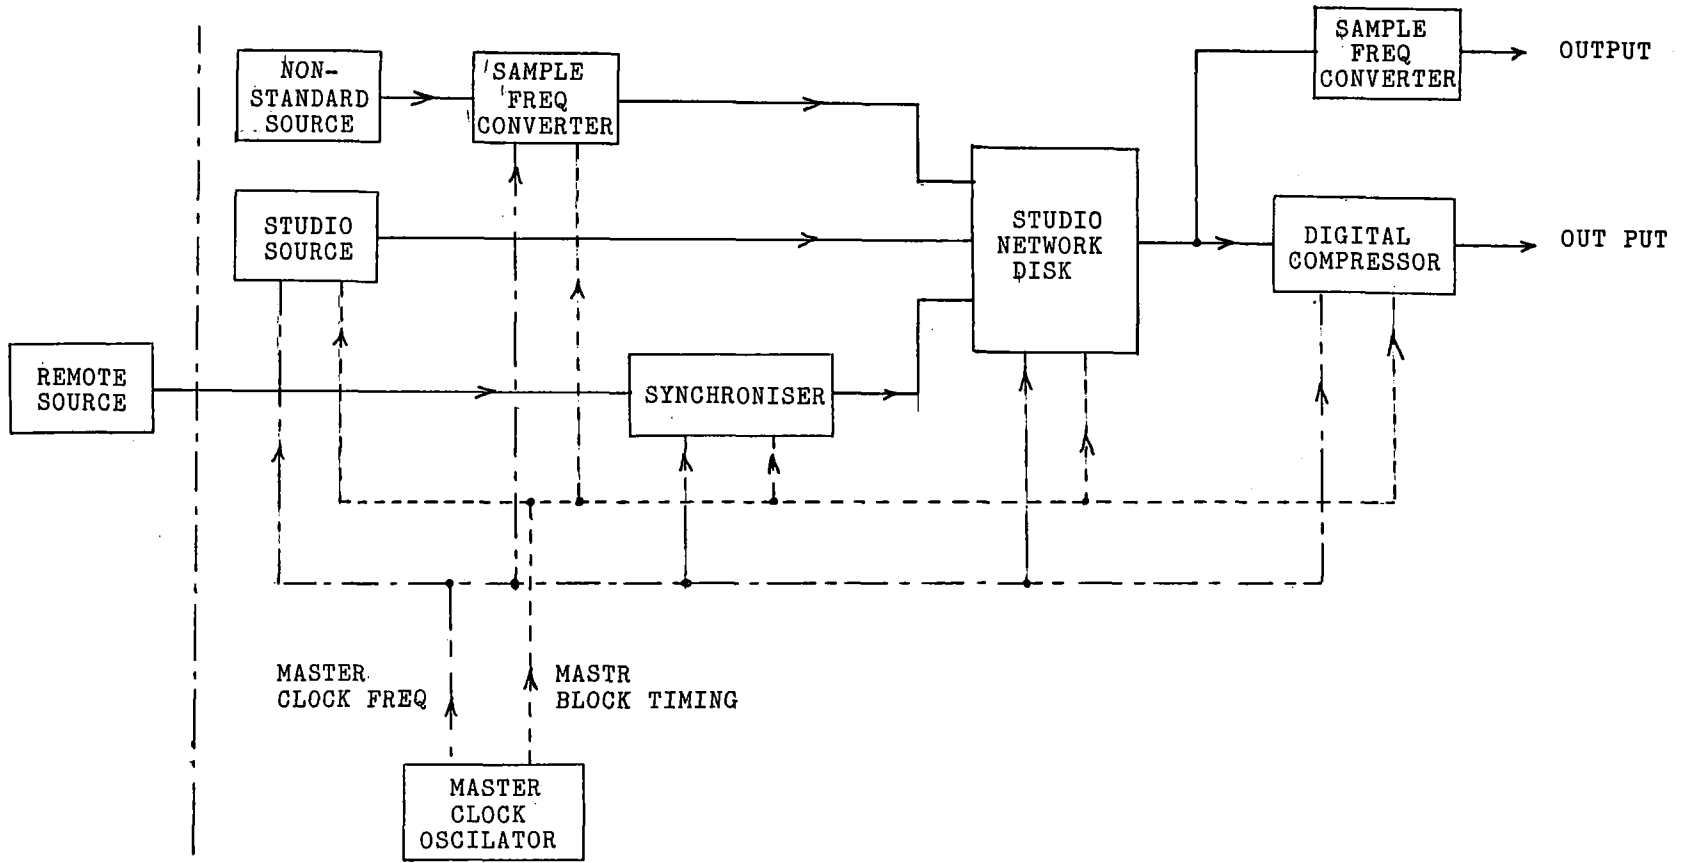 NON-
STANDARD
SOURCE
SAMPLE
FREQ
CONVERTER
SAMPLE
FREQ
CONVERTER
OUTPUT
STUDIO
SOURCE
STUDIO
NETWORK
DISK
DIGITAL
COMPRESSOR
OUT PUT
REMOTE
SOURCE
SYNCHRONISER
MASTER
CLOCK FREQ
MASTR
BLOCK TIMING
MASTER
CLOCK
OSCILATOR